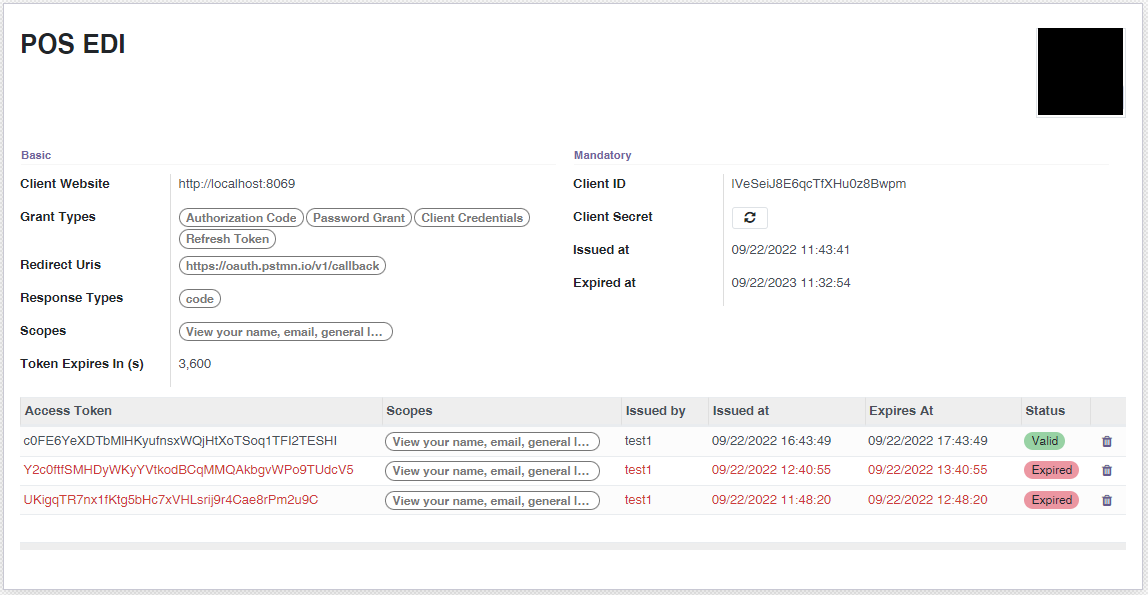 POS EDI
Basic
Client Website http://localhost:8069
Grant Types Authorization Code Password Grant Client Credentials
Refresh Token
Redirect Uris https://oauth.pstmn.io/v1/callback
Response Types code
Scopes View your name, email, general l...
Token Expires In (s) 3,600
Mandatory
Client ID IVeSeiJ8E6qcTfXHu0z8Bwpm
Client Secret
Issued at 09/22/2022 11:43:41
Expired at 09/22/2023 11:32:54
Access Token Scopes Issued by Issued at Expires At Status
c0FE6YeXDTbMIHKyufnsxWQjHtXoTSoq1TFI2TESHI View your name, email, general l... test1 09/22/2022 16:43:49 09/22/2022 17:43:49 Valid
Y2c0ftfSMHDyWKyYVtkodBCqMMQAkbgvWPo9TUdcV5 View your name, email, general l... test1 09/22/2022 12:40:55 09/22/2022 13:40:55 Expired
UKigqTR7nx1fKtg5bHc7xVHLsrij9r4Cae8rPm2u9C View your name, email, general l... test1 09/22/2022 11:48:20 09/22/2022 12:48:20 Expired